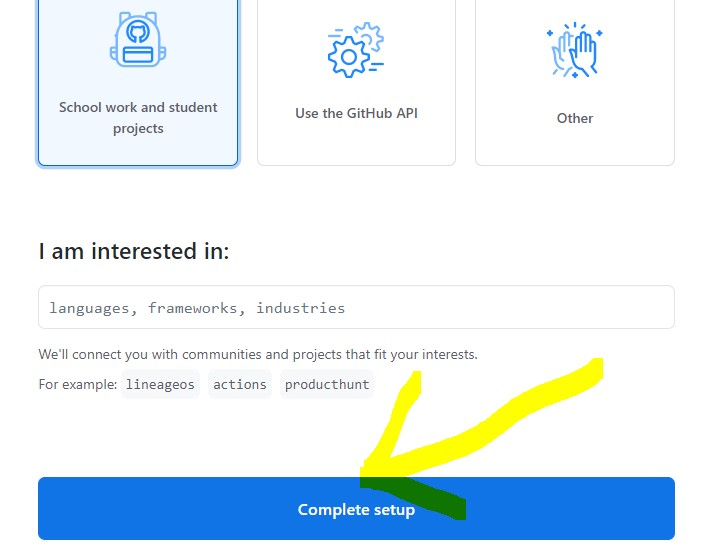 School work and student
projects
Use the GitHub API
Other
I am interested in:
languages, frameworks, industries
We'll connect you with communities and projects that fit your interests.
For example: lineageos actions producthunt
Complete setup